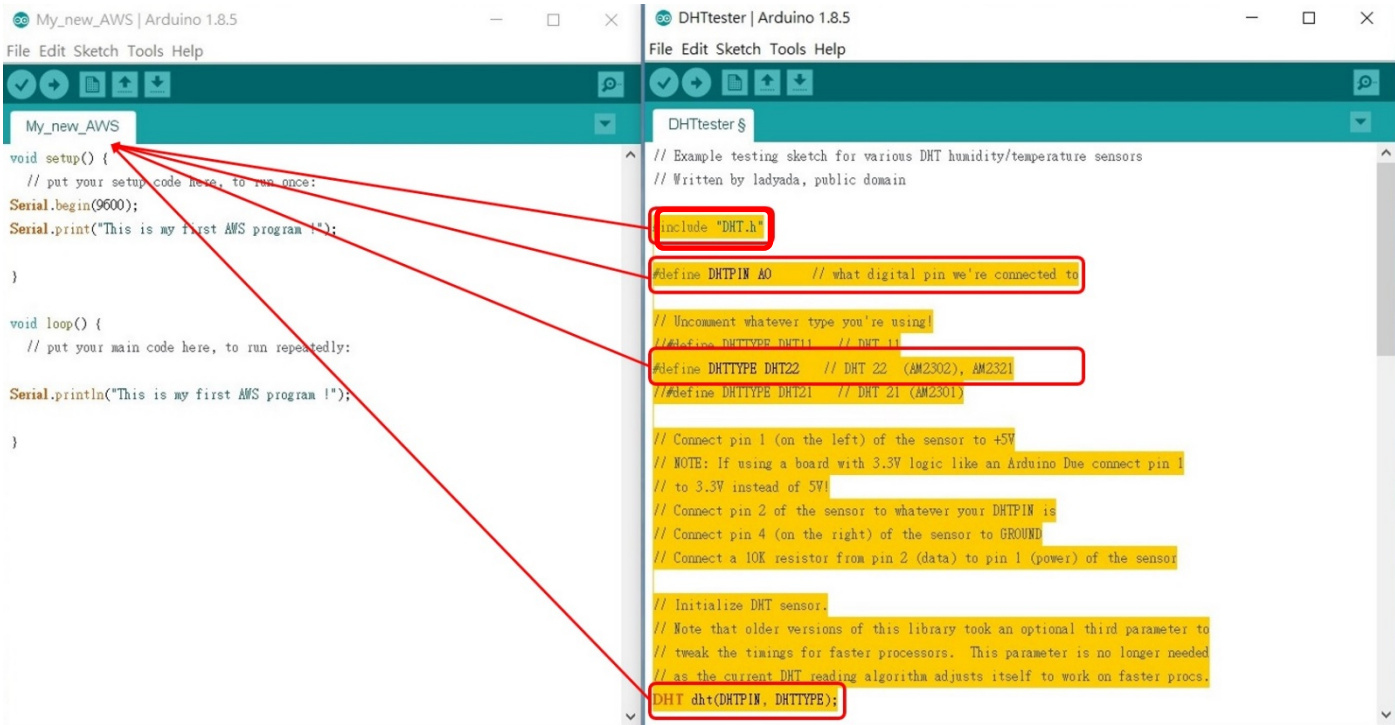 My_new_AWS | Arduino 1.8.5
File Edit Sketch Tools Help
My_new_AWS
void setup() {
// put your setup code here, to run once:
Serial.begin(9600);
Serial.print("This is my first AWS program !");
}
void loop() {
// put your main code here, to run repeatedly:
Serial.println("This is my first AWS program !");
}
DHTtester | Arduino 1.8.5
File Edit Sketch Tools Help
DHTtester §
// Example testing sketch for various DHT humidity/temperature sensors
// Written by ladyada, public domain
#include "DHT.h"
#define DHTPIN A0 // what digital pin we're connected to
// Uncomment whatever type you're using!
//#define DHTTYPE DHT11 // DHT 11
#define DHTTYPE DHT22 // DHT 22 (AM2302), AM2321
//#define DHTTYPE DHT21 // DHT 21 (AM2301)
// Connect pin 1 (on the left) of the sensor to +5V
// NOTE: If using a board with 3.3V logic like an Arduino Due connect pin 1
// to 3.3V instead of 5V!
// Connect pin 2 of the sensor to whatever your DHTPIN is
// Connect pin 4 (on the right) of the sensor to GROUND
// Connect a 10K resistor from pin 2 (data) to pin 1 (power) of the sensor
// Initialize DHT sensor.
// Note that older versions of this library took an optional third parameter to
// tweak the timings for faster processors. This parameter is no longer needed
// as the current DHT reading algorithm adjusts itself to work on faster procs.
DHT dht(DHTPIN, DHTTYPE);